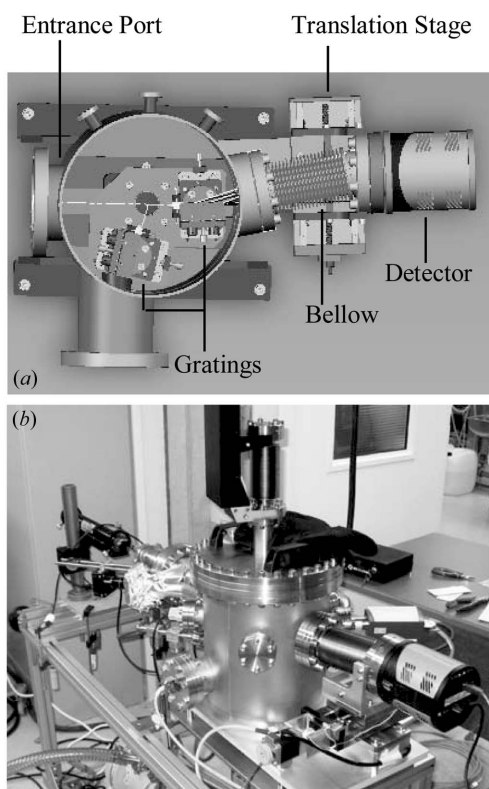 Entrance Port
Translation Stage
Detector
Bellow
Gratings
(a)
(b)